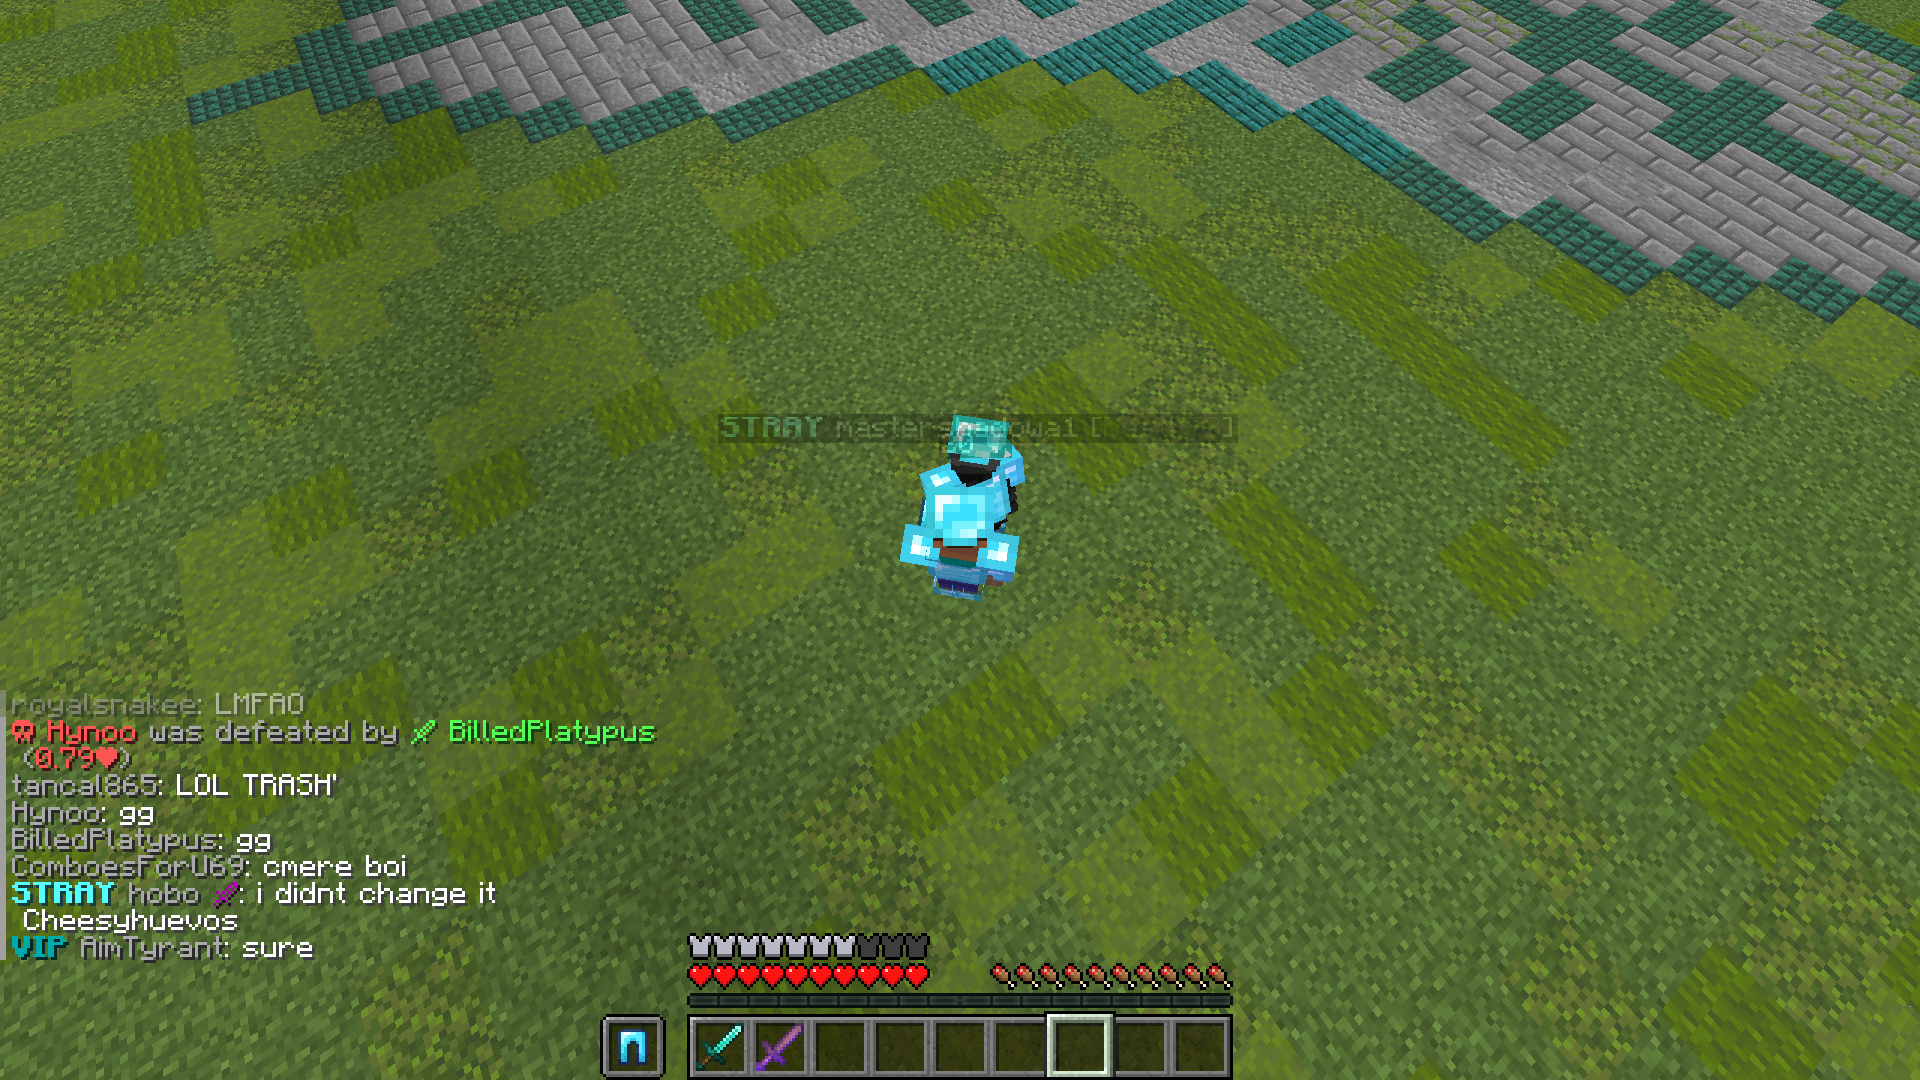 STRAY
royalsnakee: LMFAO
Hynoo was defeated by BilledPlatypus
(0.79❤)
tancal865: LOL TRASH'
Hynoo: gg
BilledPlatypus: gg
ComboesForU69: cmere boi
STRAY hobo : i didnt change it
Cheesyhuevos
VIP AimTyrant: sure